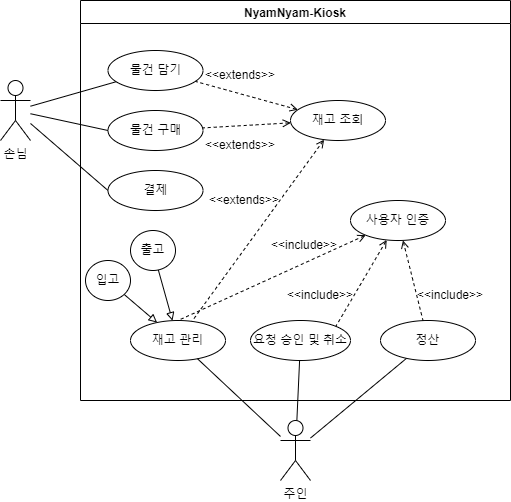 NyamNyam-Kiosk
물건 담기
<<extends>>
물건 구매
<<extends>>
재고 조회
손님
결제
<<extends>>
사용자 인증
출고
<<include>>
입고
<<include>>
<<include>>
재고 관리
요청 승인 및 취소
정산
주인